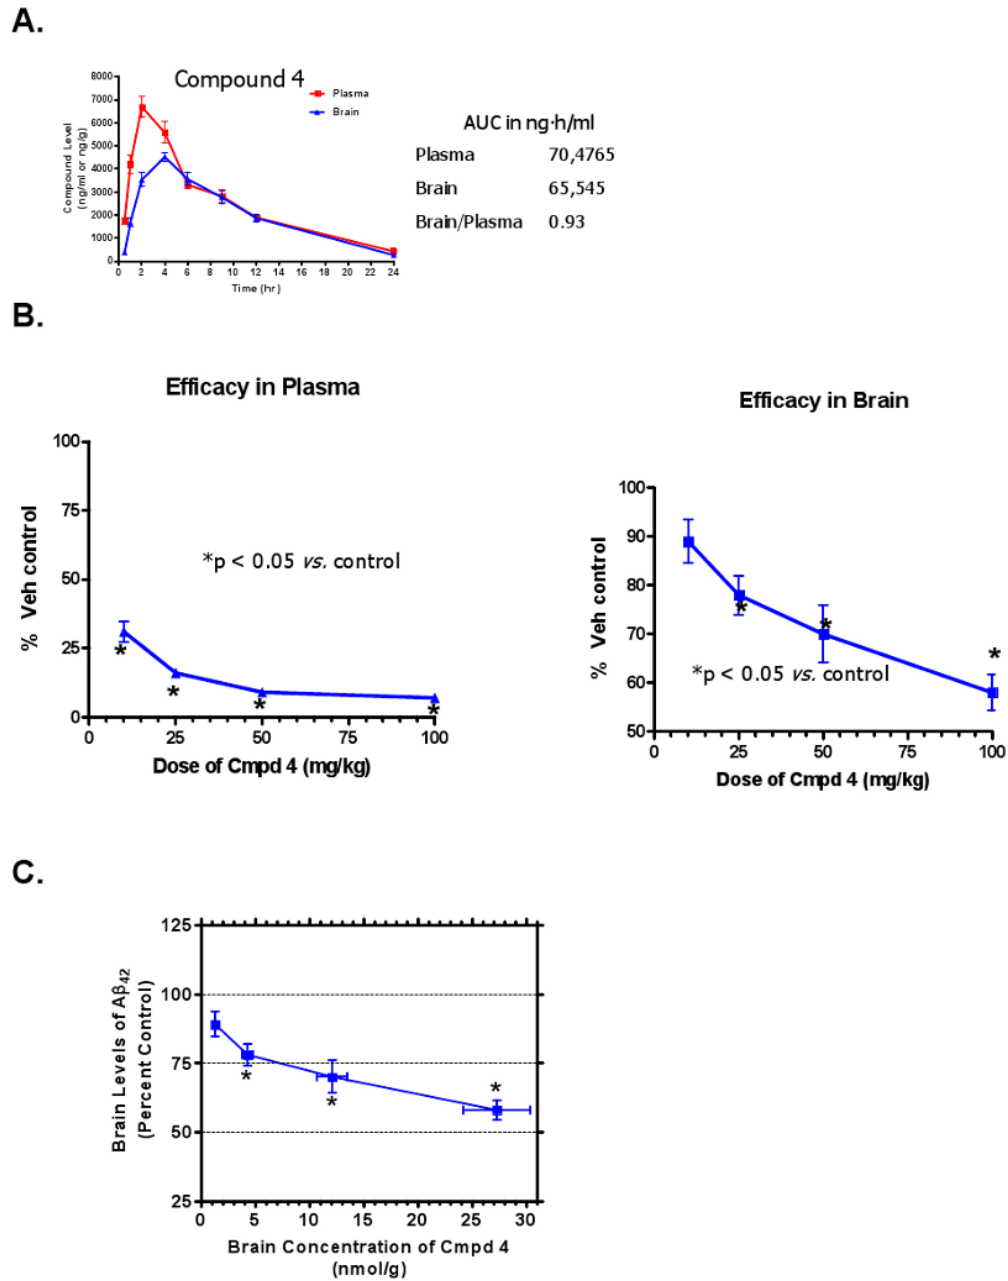 A.
Compound 4
Plasma
Brain
8000
7000
6000
5000
4000
3000
2000
1000
0
Compound Level
(ng/ml or ng/g)
0 2 4 6 8 10 12 14 16 18 20 22 24
Time (hr)
AUC in ng·h/ml
Plasma 70,4765
Brain 65,545
Brain/Plasma 0.93
B.
Efficacy in Plasma
100
75
50
25
0
% Veh control
*p < 0.05 vs. control
*
*
*
*
0 25 50 75 100
Dose of Cmpd 4 (mg/kg)
Efficacy in Brain
100
90
80
70
60
50
% Veh control
*
*
*
*p < 0.05 vs. control
0 25 50 75 100
Dose of Cmpd 4 (mg/kg)
C.
125
100
75
50
25
Brain Levels of Aβ42
(Percent Control)
*
*
*
0 5 10 15 20 25 30
Brain Concentration of Cmpd 4
(nmol/g)